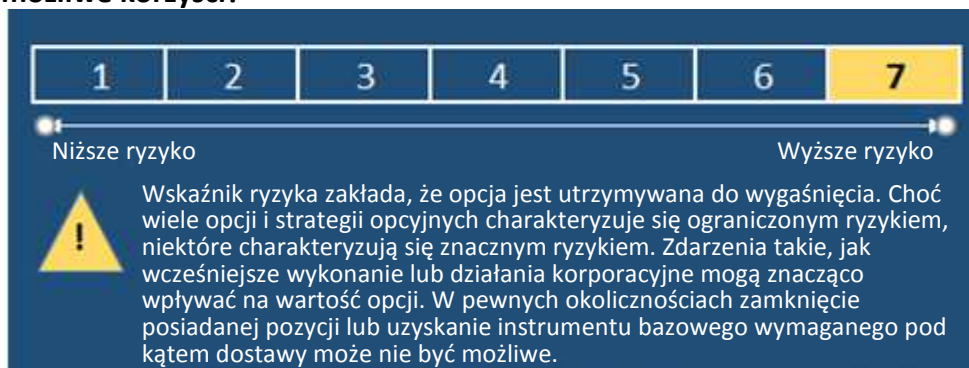 1 2 3 4 5 6 7
Niższe ryzyko Wyższe ryzyko
! Wskaźnik ryzyka zakłada, że opcja jest utrzymywana do wygaśnięcia. Choć
wiele opcji i strategii opcyjnych charakteryzuje się ograniczonym ryzykiem,
niektóre charakteryzują się znacznym ryzykiem. Zdarzenia takie, jak
wcześniejsze wykonanie lub działania korporacyjne mogą znacząco
wpływać na wartość opcji. W pewnych okolicznościach zamknięcie
posiadanej pozycji lub uzyskanie instrumentu bazowego wymaganego pod
kątem dostawy może nie być możliwe.